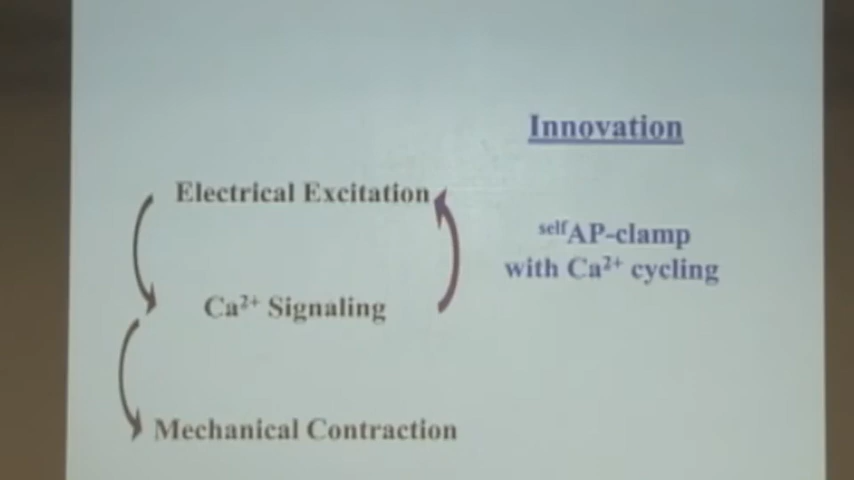 Innovation
Electrical Excitation
selfAP-clamp
with Ca²⁺ cycling
Ca²⁺ Signaling
Mechanical Contraction